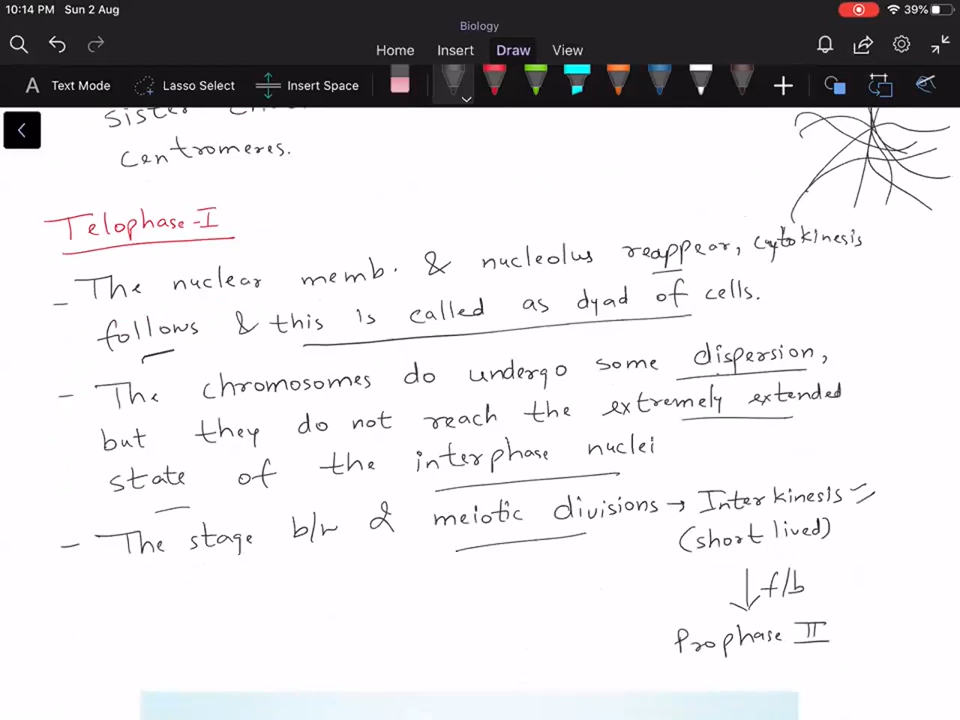 10:14 PM Sun 2 Aug
39%
Biology
Home Insert Draw View
Text Mode Lasso Select Insert Space
sister
centromeres.
Telophase-I
- The nuclear memb. & nucleolus reappear, cytokinesis
follows & this is called as dyad of cells.
- The chromosomes do undergo some dispersion,
but they do not reach the extremely extended
state of the interphase nuclei
- The stage b/w 2 meiotic divisions → Interkinesis
(short lived)
↓ f/b
Prophase II